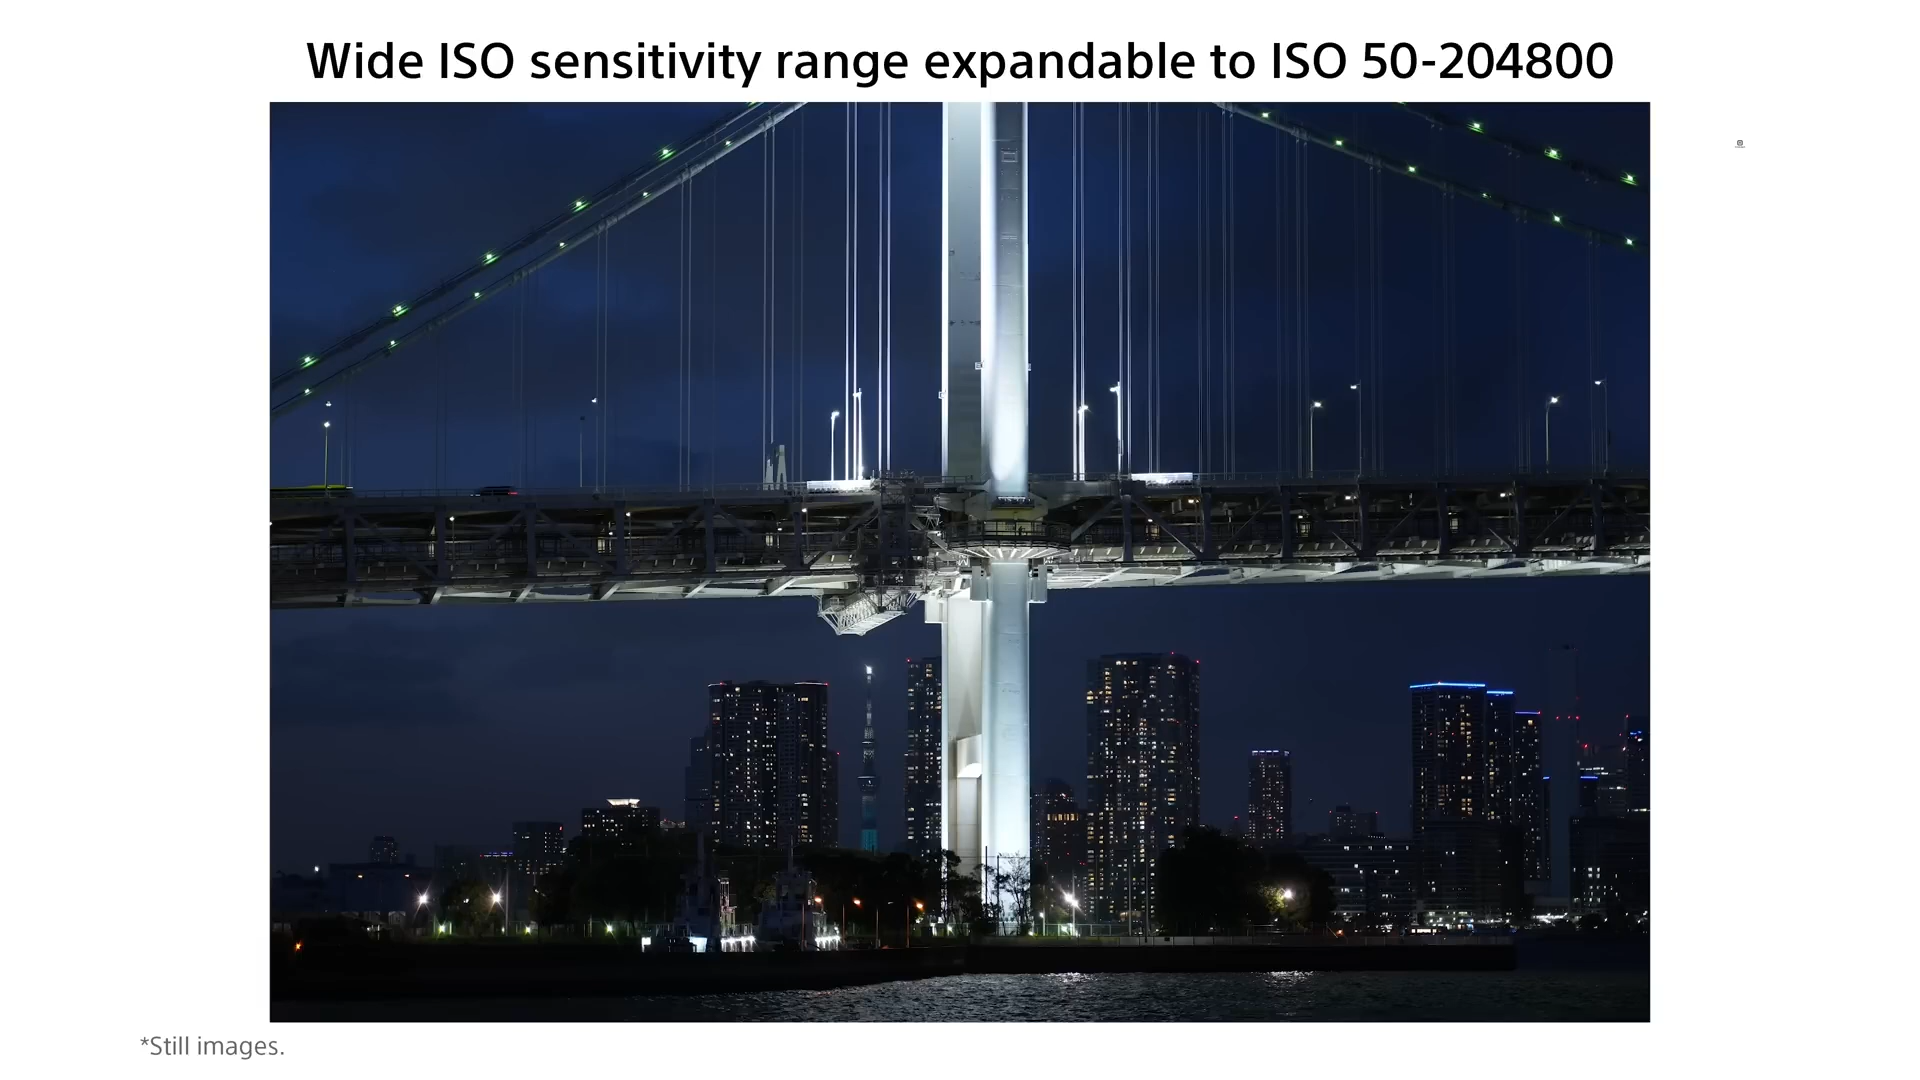 Wide ISO sensitivity range expandable to ISO 50-204800
*Still images.